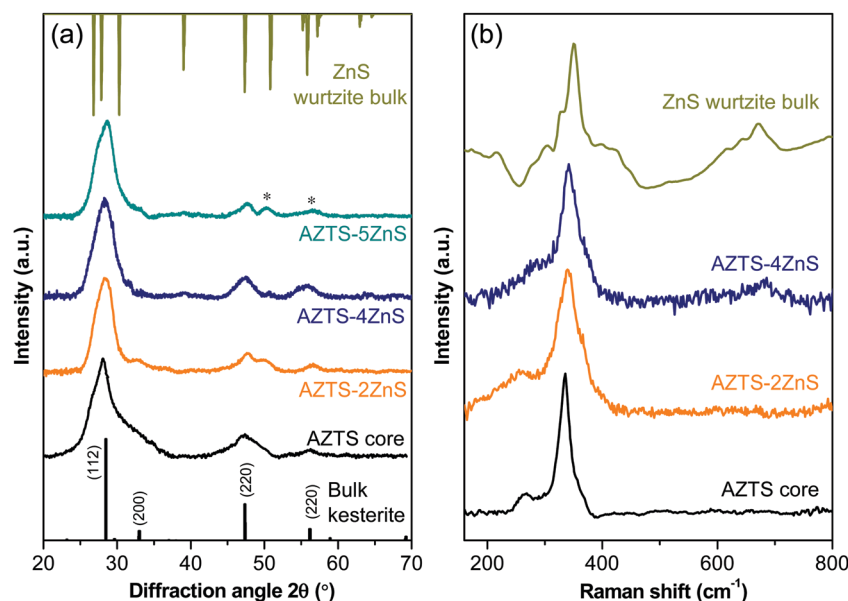 (a)
ZnS
wurtzite bulk
*
*
AZTS-5ZnS
AZTS-4ZnS
AZTS-2ZnS
AZTS core
(112)
(200)
(220)
(220)
Bulk
kesterite
20 30 40 50 60 70
Diffraction angle 2θ (°)
Intensity (a.u.)
(b)
ZnS wurtzite bulk
AZTS-4ZnS
AZTS-2ZnS
AZTS core
200 400 600 800
Raman shift (cm⁻¹)
Intensity (a.u.)